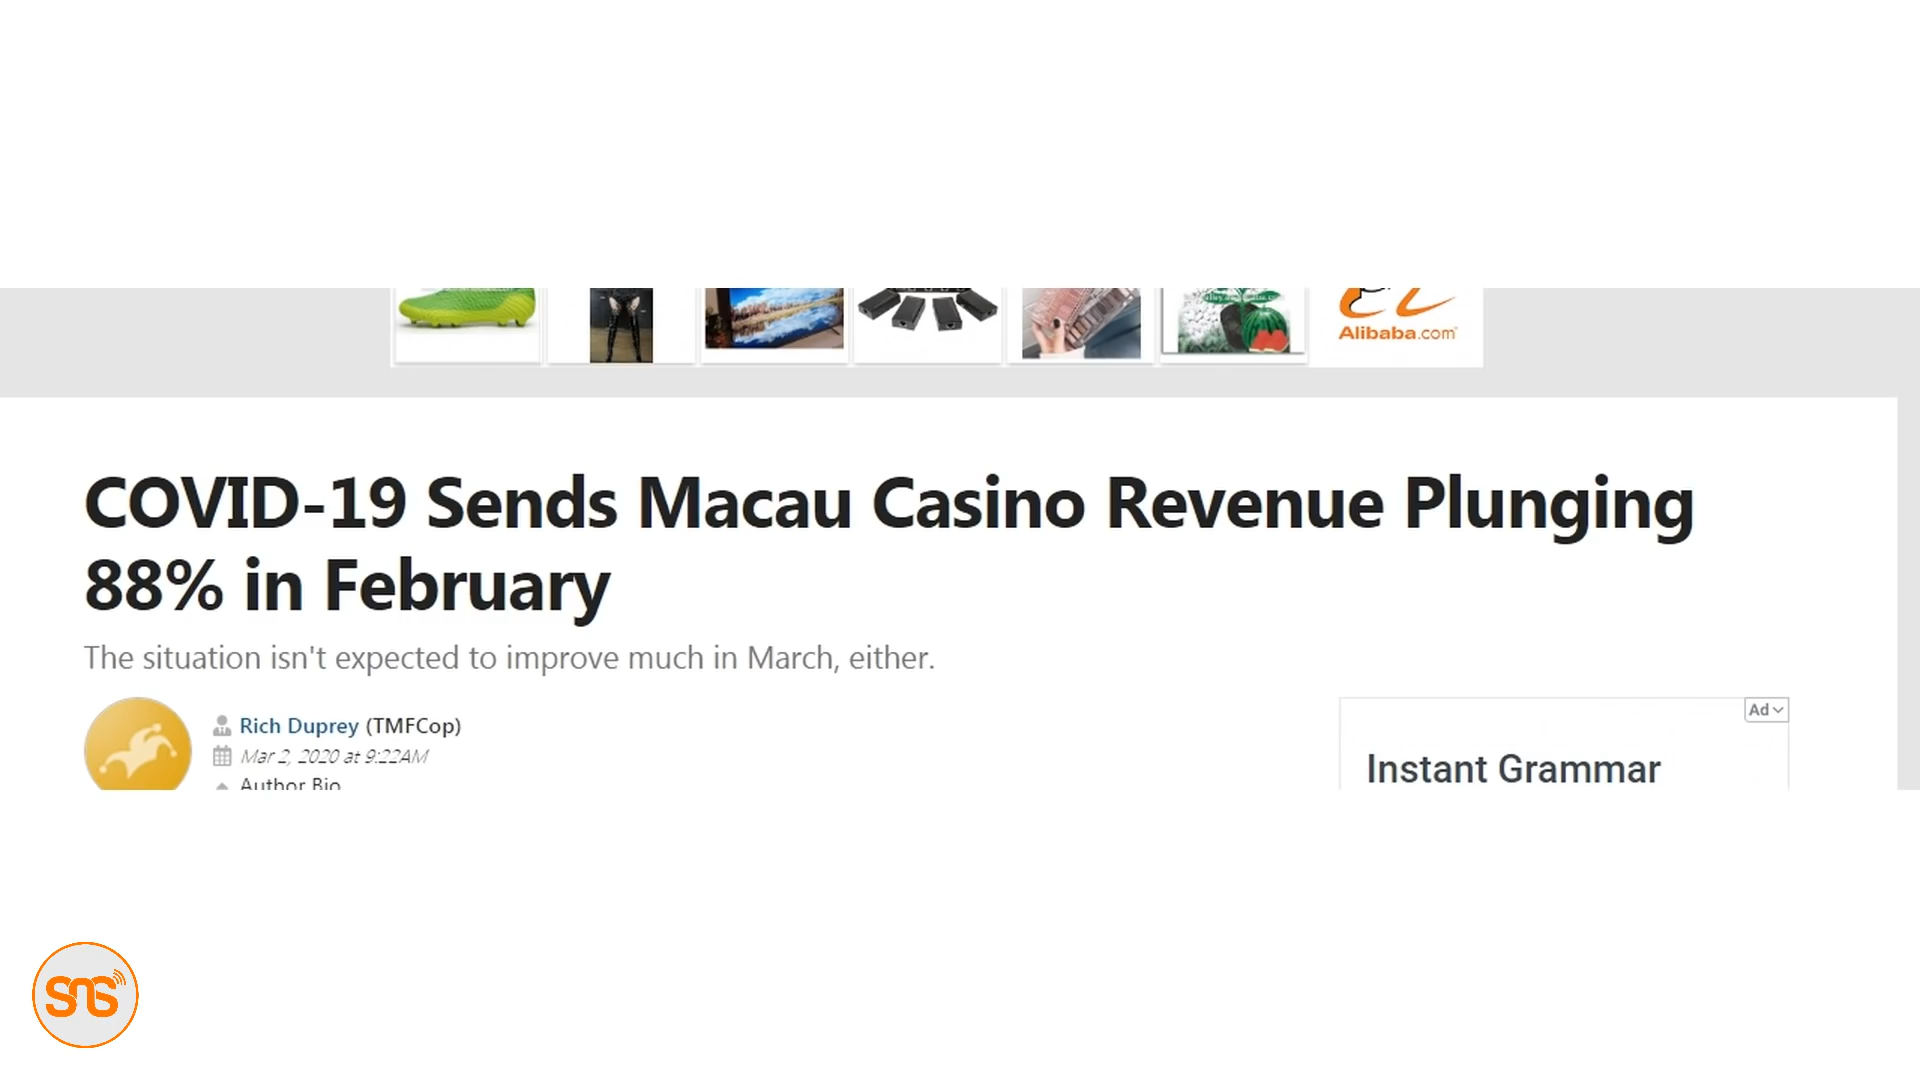 Alibaba.com
COVID-19 Sends Macau Casino Revenue Plunging
88% in February
The situation isn't expected to improve much in March, either.
Rich Duprey (TMFCop)
Mar 2, 2020 at 9:22AM
Author Bio
Ad
Instant Grammar
SNS